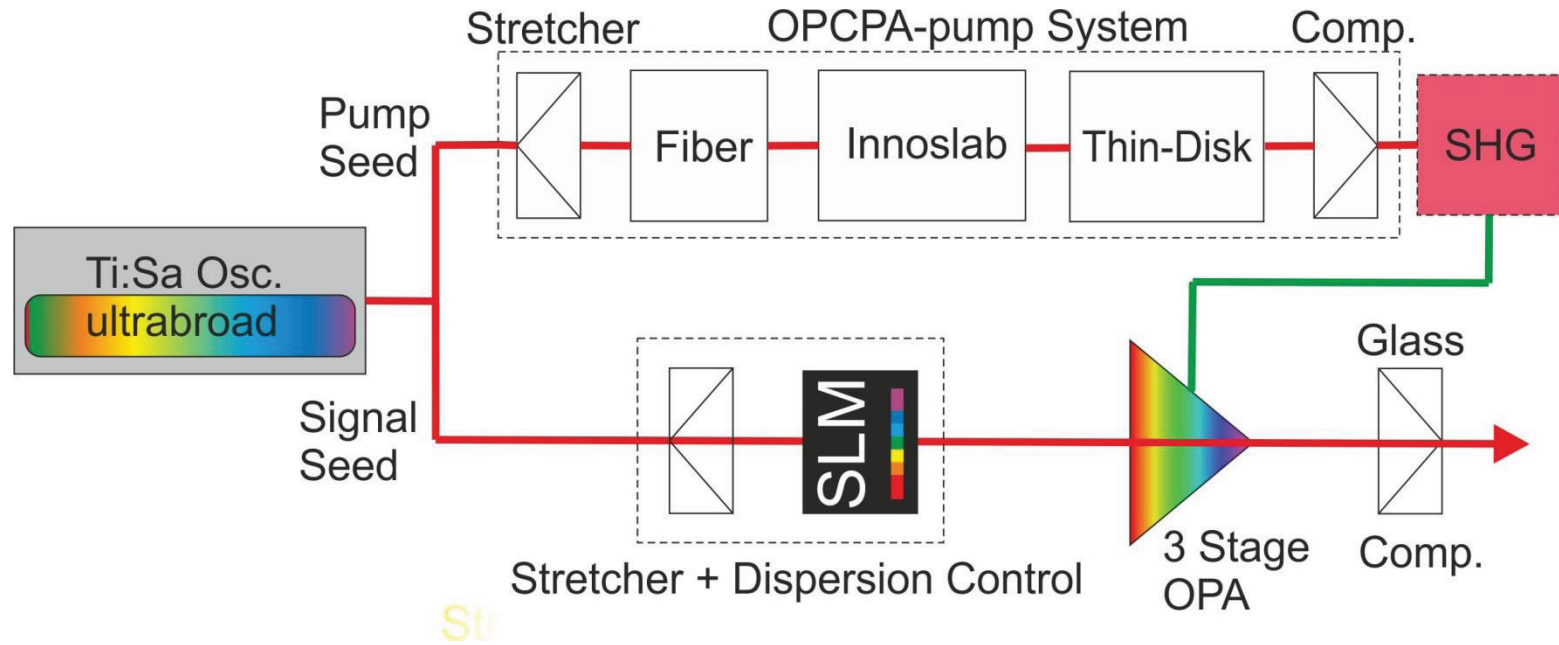 Stretcher
OPCPA-pump System
Comp.
Pump
Seed
Fiber
Innoslab
Thin-Disk
SHG
Ti:Sa Osc.
ultrabroad
Signal
Seed
SLM
Glass
3 Stage
OPA
Comp.
Stretcher + Dispersion Control
Str